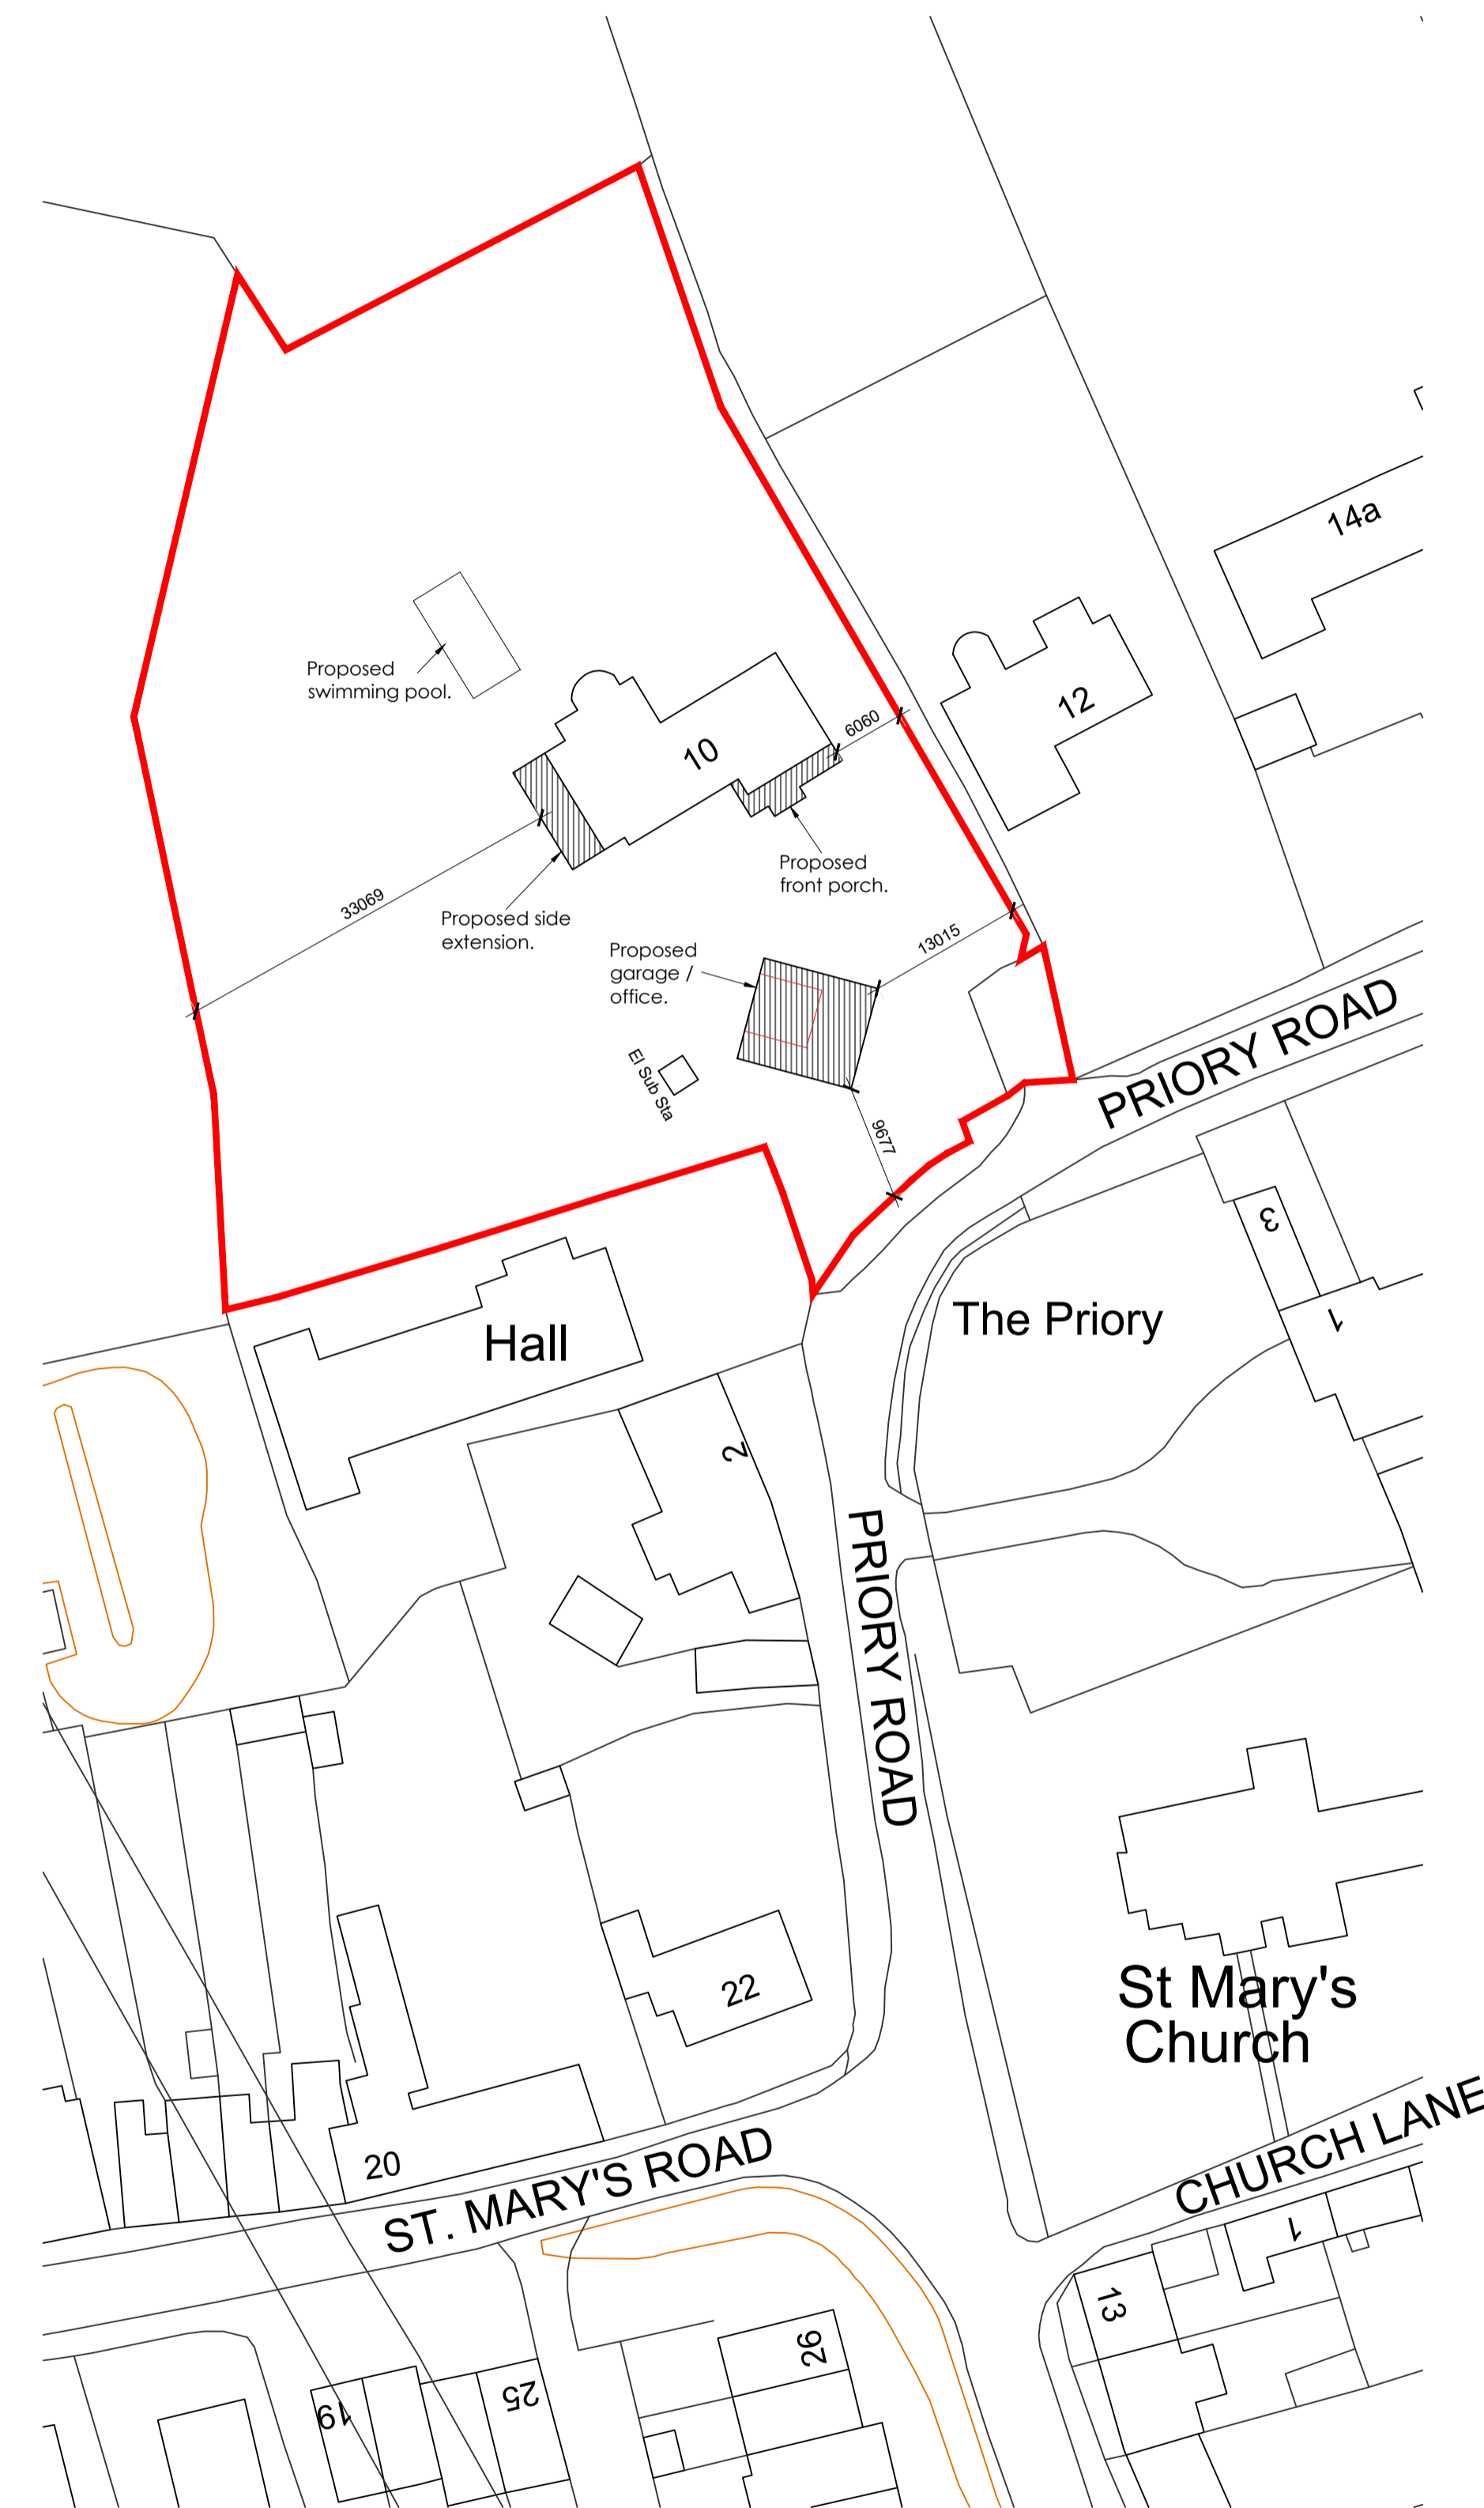 14a
Proposed
swimming pool.
12
10
6060
Proposed
front porch.
33069
Proposed side
extension.
13015
Proposed
garage /
office.
El Sub Sta
PRIORY ROAD
9677
3
The Priory
1
Hall
2
PRIORY ROAD
22
St Mary's
Church
20
ST. MARY'S ROAD
CHURCH LANE
1
13
26
25
19